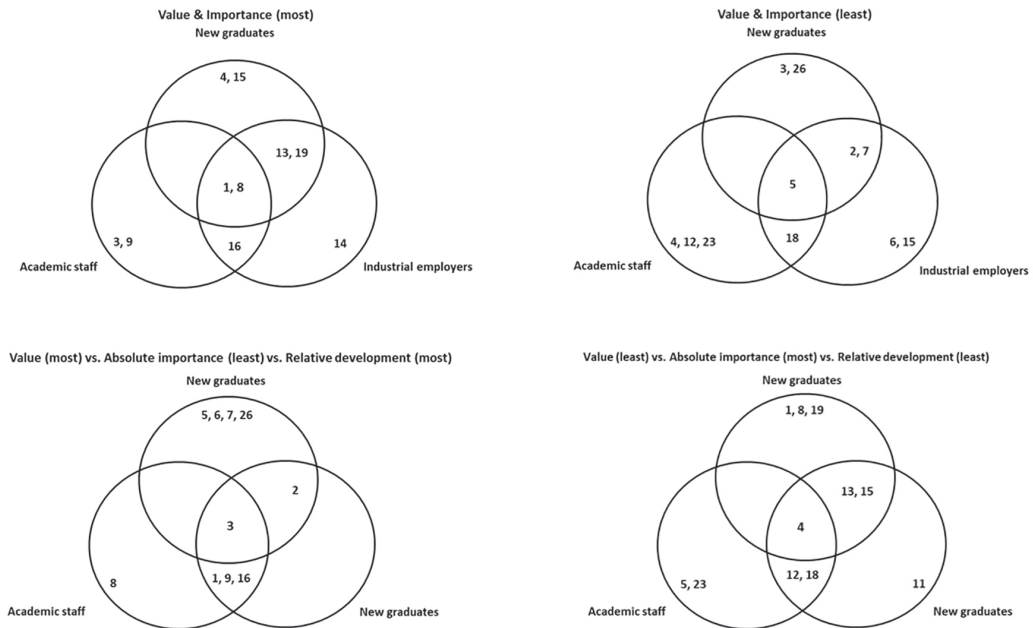 Value & Importance (most)
New graduates
4, 15
13, 19
1, 8
3, 9
16
14
Academic staff
Industrial employers
Value & Importance (least)
New graduates
3, 26
2, 7
5
4, 12, 23
18
6, 15
Academic staff
Industrial employers
Value (most) vs. Absolute importance (least) vs. Relative development (most)
New graduates
5, 6, 7, 26
2
3
8
1, 9, 16
Academic staff
New graduates
Value (least) vs. Absolute importance (most) vs. Relative development (least)
New graduates
1, 8, 19
13, 15
4
5, 23
12, 18
11
Academic staff
New graduates